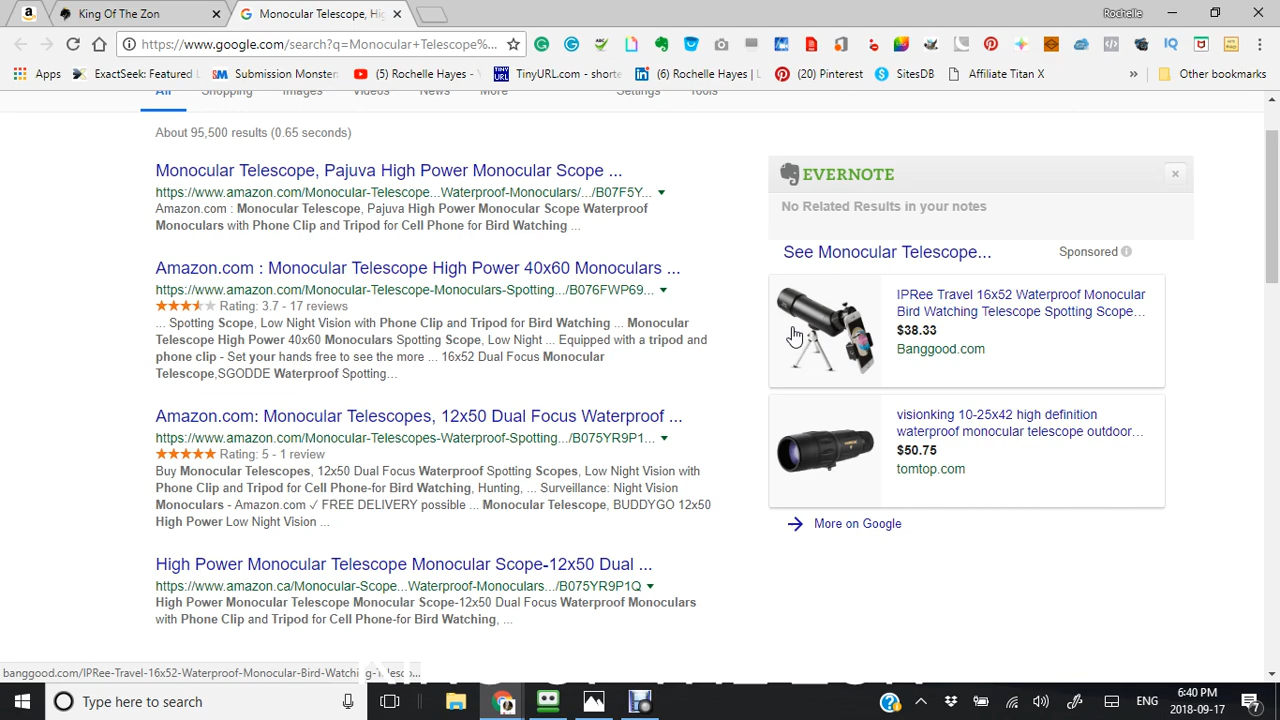 King Of The Zon
Monocular Telescope, Hig
Rochelle
https://www.google.com/search?q=Monocular+Telescope%...
Apps
ExactSeek: Featured L
Submission Monster
(5) Rochelle Hayes - Y
TinyURL.com - shorte
(6) Rochelle Hayes | L
(20) Pinterest
SitesDB
Affiliate Titan X
»
Other bookmarks
All
Shopping
Images
Videos
News
More
Settings
Tools
About 95,500 results (0.65 seconds)
Monocular Telescope, Pajuva High Power Monocular Scope ...
https://www.amazon.com/Monocular-Telescope...Waterproof-Monoculars/.../B07F5Y...
Amazon.com : Monocular Telescope, Pajuva High Power Monocular Scope Waterproof
Monoculars with Phone Clip and Tripod for Cell Phone for Bird Watching ...
Amazon.com : Monocular Telescope High Power 40x60 Monoculars ...
https://www.amazon.com/Monocular-Telescope-Monoculars-Spotting.../B076FWP69...
Rating: 3.7 - 17 reviews
... Spotting Scope, Low Night Vision with Phone Clip and Tripod for Bird Watching ... Monocular
Telescope High Power 40x60 Monoculars Spotting Scope, Low Night ... Equipped with a tripod and
phone clip - Set your hands free to see the more ... 16x52 Dual Focus Monocular
Telescope,SGODDE Waterproof Spotting...
Amazon.com: Monocular Telescopes, 12x50 Dual Focus Waterproof ...
https://www.amazon.com/Monocular-Telescopes-Waterproof-Spotting.../B075YR9P1...
Rating: 5 - 1 review
Buy Monocular Telescopes, 12x50 Dual Focus Waterproof Spotting Scopes, Low Night Vision with
Phone Clip and Tripod for Cell Phone-for Bird Watching, Hunting, ... Surveillance: Night Vision
Monoculars - Amazon.com ✓ FREE DELIVERY possible ... Monocular Telescope, BUDDYGO 12x50
High Power Low Night Vision ...
High Power Monocular Telescope Monocular Scope-12x50 Dual ...
https://www.amazon.ca/Monocular-Scope...Waterproof-Monoculars.../B075YR9P1Q
High Power Monocular Telescope Monocular Scope-12x50 Dual Focus Waterproof Monoculars
with Phone Clip and Tripod for Cell Phone-for Bird Watching, ...
EVERNOTE
No Related Results in your notes
See Monocular Telescope...
Sponsored
IPRee Travel 16x52 Waterproof Monocular
Bird Watching Telescope Spotting Scope...
$38.33
Banggood.com
visionking 10-25x42 high definition
waterproof monocular telescope outdoor...
$50.75
tomtop.com
More on Google
banggood.com/IPRee-Travel-16x52-Waterproof-Monocular-Bird-Watching-Telesco...
Type here to search
ENG
6:40 PM
2018-09-17
7